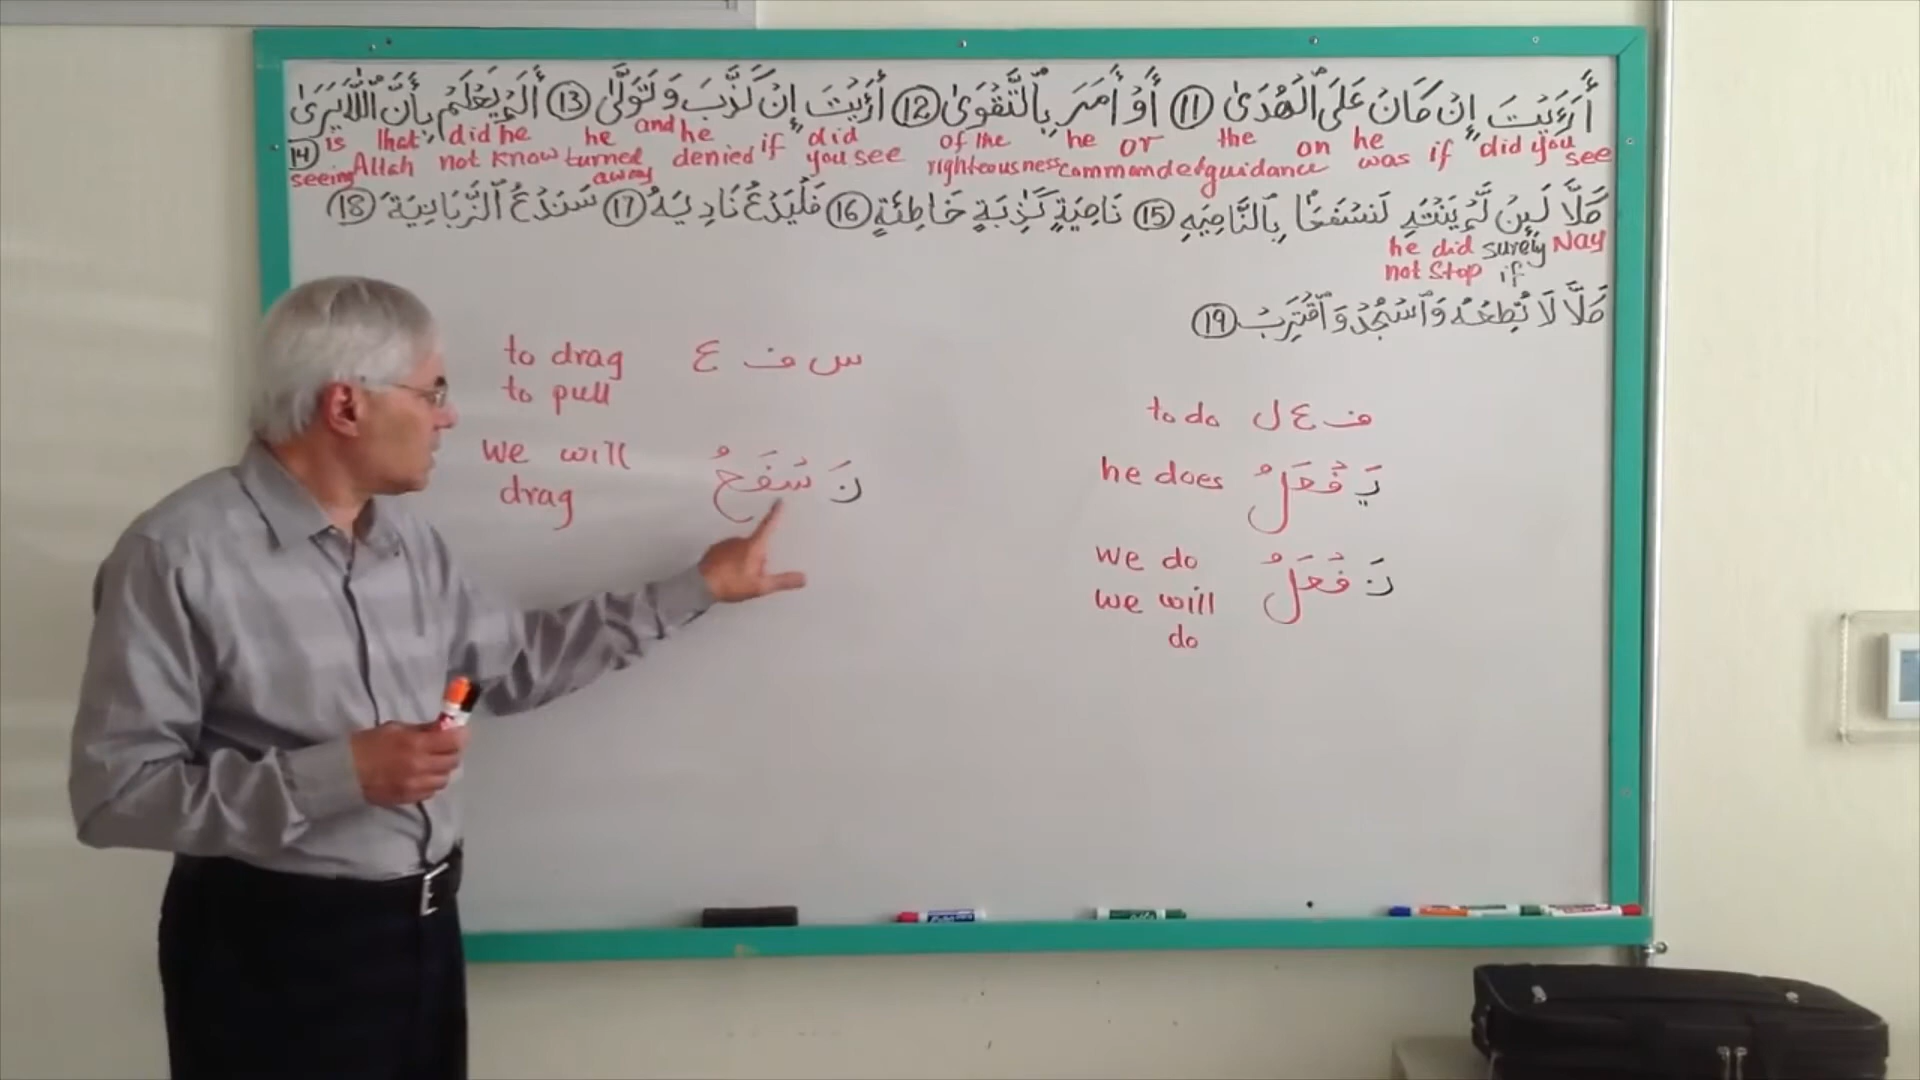 أَرَءَيْتَ إِن كَانَ عَلَى ٱلْهُدَىٰ ⑪ أَوْ أَمَرَ بِٱلتَّقْوَىٰ ⑫ أَرَءَيْتَ إِن كَذَّبَ وَتَوَلَّىٰ ⑬ أَلَمْ يَعْلَم بِأَنَّ ٱللَّهَ يَرَىٰ
⑭ is that did he he and he if "did of the he or the on he if "did you
seeing Allah not know turned away denied you see righteousness commanded guidance was see
كَلَّا لَئِن لَّمْ يَنتَهِ لَنَسْفَعًۢا بِٱلنَّاصِيَةِ ⑮ نَاصِيَةٍ كَٰذِبَةٍ خَاطِئَةٍ ⑯ فَلْيَدْعُ نَادِيَهُ ⑰ سَنَدْعُ ٱلزَّبَانِيَةَ ⑱
he did surely Nay
not stop if
كَلَّا لَا تُطِعْهُ وَٱسْجُدْ وَٱقْتَرِب ⑲
to drag س ف ع
to pull
we will نَ سْفَعُ
drag
to do ف ع ل
he does يَ فْعَلُ
we do نَ فْعَلُ
we will
do